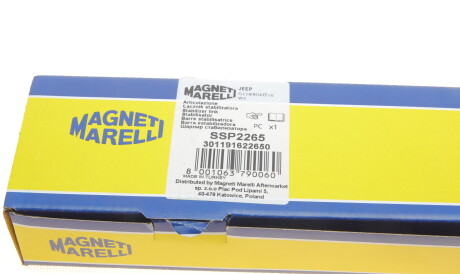 MAGNETI
MARELLI
MAGNETI
MARELLI
JEEP
Articolazione
Łącznik stabilizatora
Stabilizer link
Stabilisator
Barre stabilisatrice
Barra estabilizadora
Шарнир стабилизатора
PC x1
SSP2265
301191622650
8 001063 790060
MADE IN TURKEY
Distributed by Magneti Marelli Aftermarket
sp. z.o.o Plac Pod Lipami 5,
40-476 Katowice, Poland
MAGNETI
MARELLI